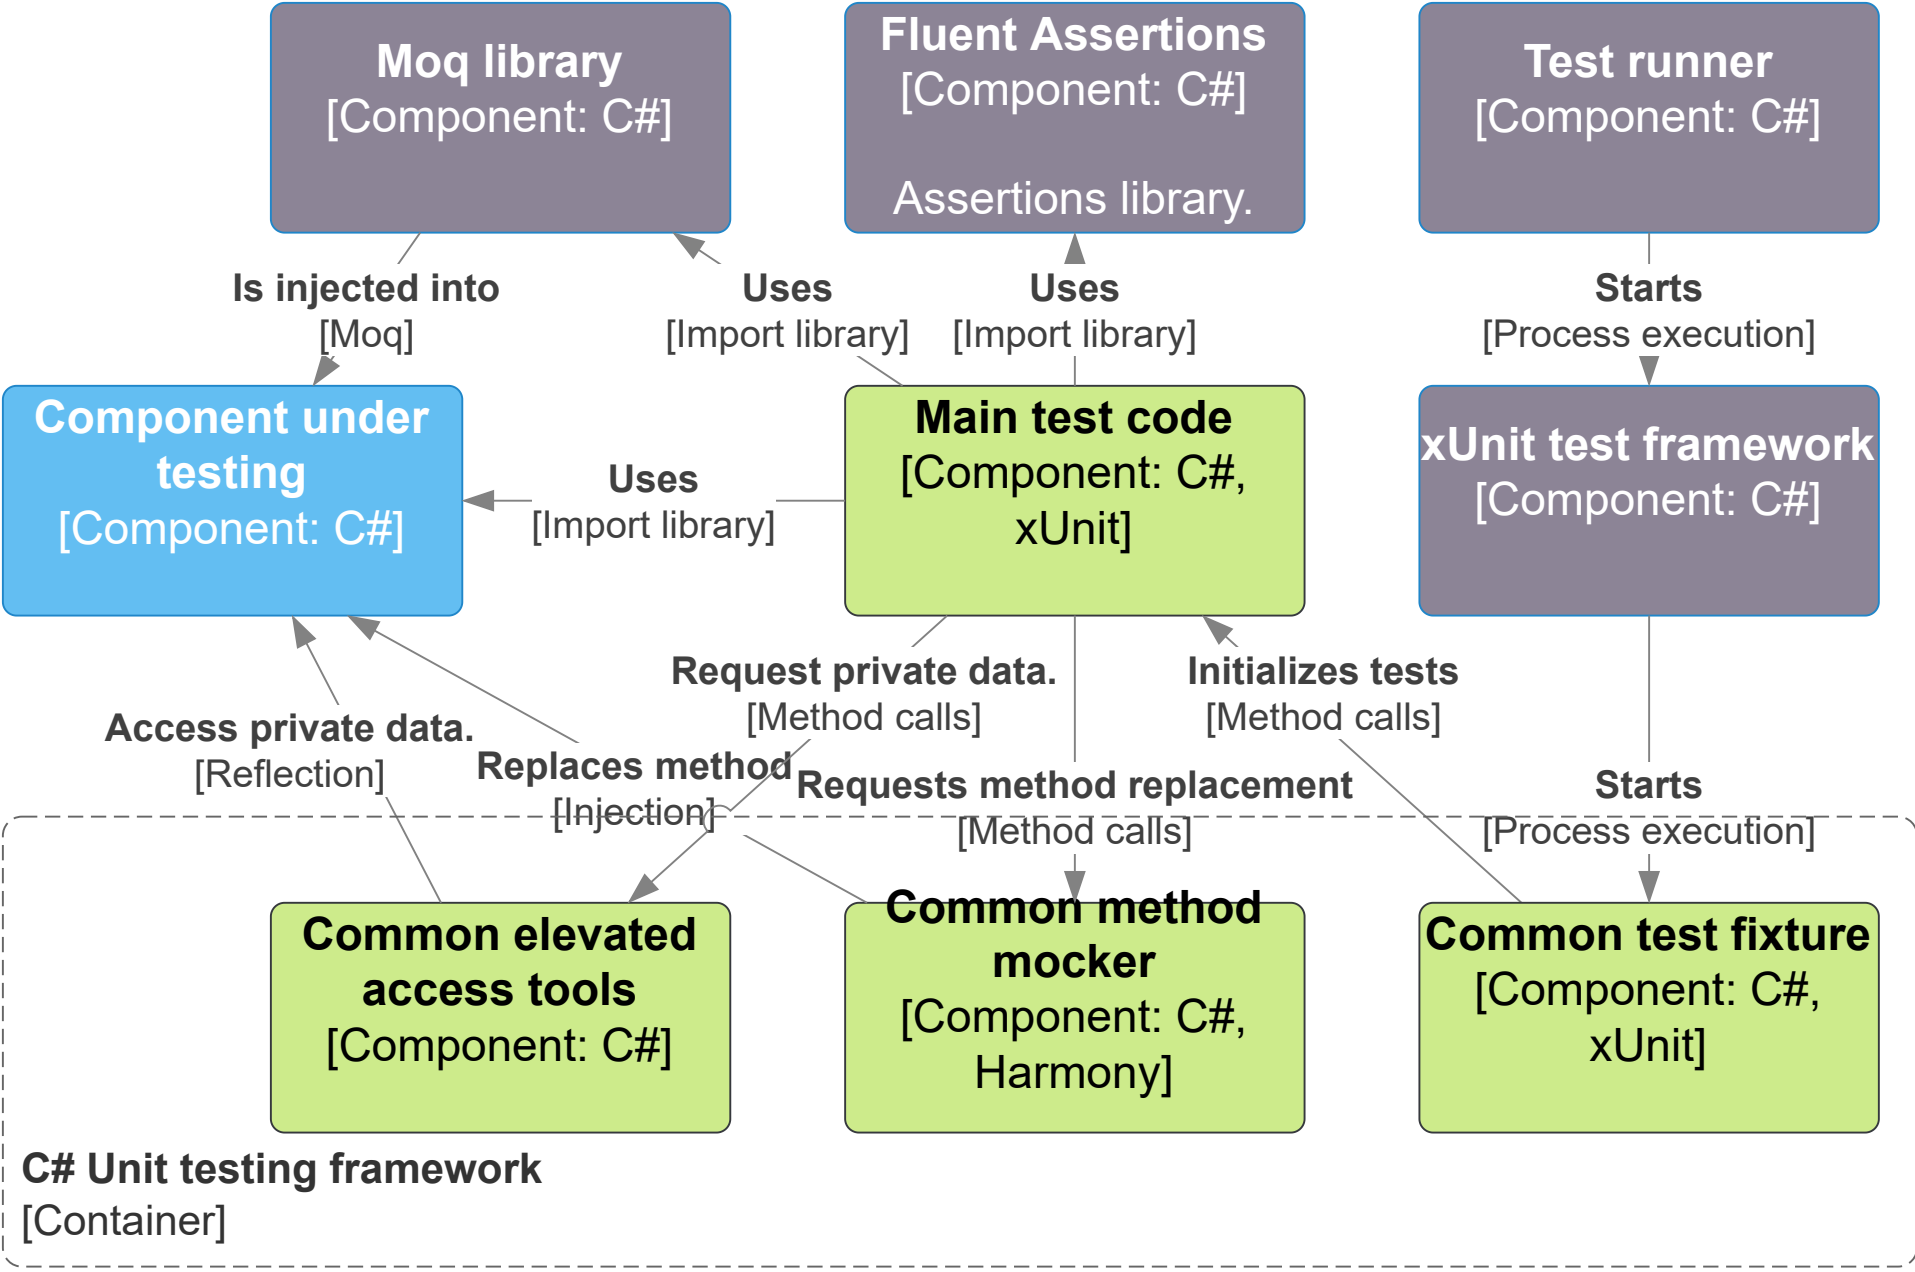 Moq library
[Component: C#]
Fluent Assertions
[Component: C#]
Assertions library.
Test runner
[Component: C#]
Is injected into
[Moq]
Uses
[Import library]
Uses
[Import library]
Starts
[Process execution]
Component under
testing
[Component: C#]
Uses
[Import library]
Main test code
[Component: C#,
xUnit]
xUnit test framework
[Component: C#]
Request private data.
[Method calls]
Initializes tests
[Method calls]
Access private data.
[Reflection]
Replaces method
[Injection]
Requests method replacement
[Method calls]
Starts
[Process execution]
Common elevated
access tools
[Component: C#]
Common method
mocker
[Component: C#,
Harmony]
Common test fixture
[Component: C#,
xUnit]
C# Unit testing framework
[Container]